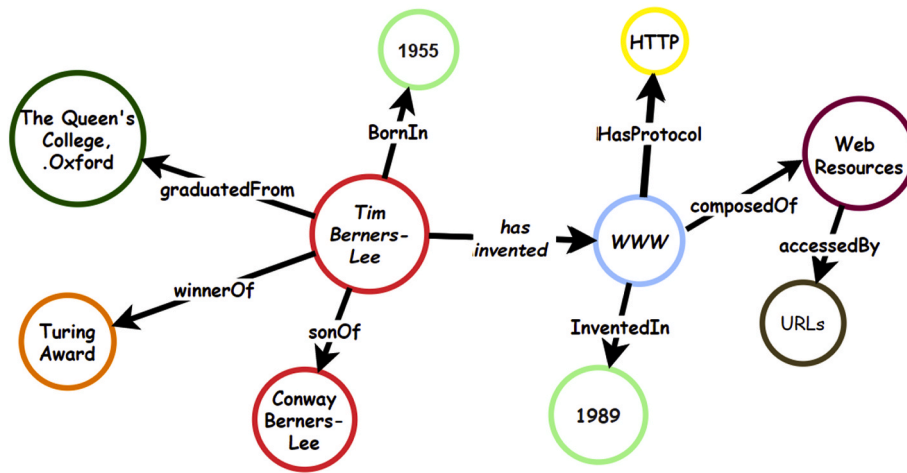 1955
HTTP
The Queen's
College,
.Oxford
BornIn
HasProtocol
Web
Resources
graduatedFrom
composedOf
Tim
Berners-
Lee
has
invented
WWW
accessedBy
winnerOf
Turing
Award
sonOf
InventedIn
URLs
Conway
Berners-
Lee
1989